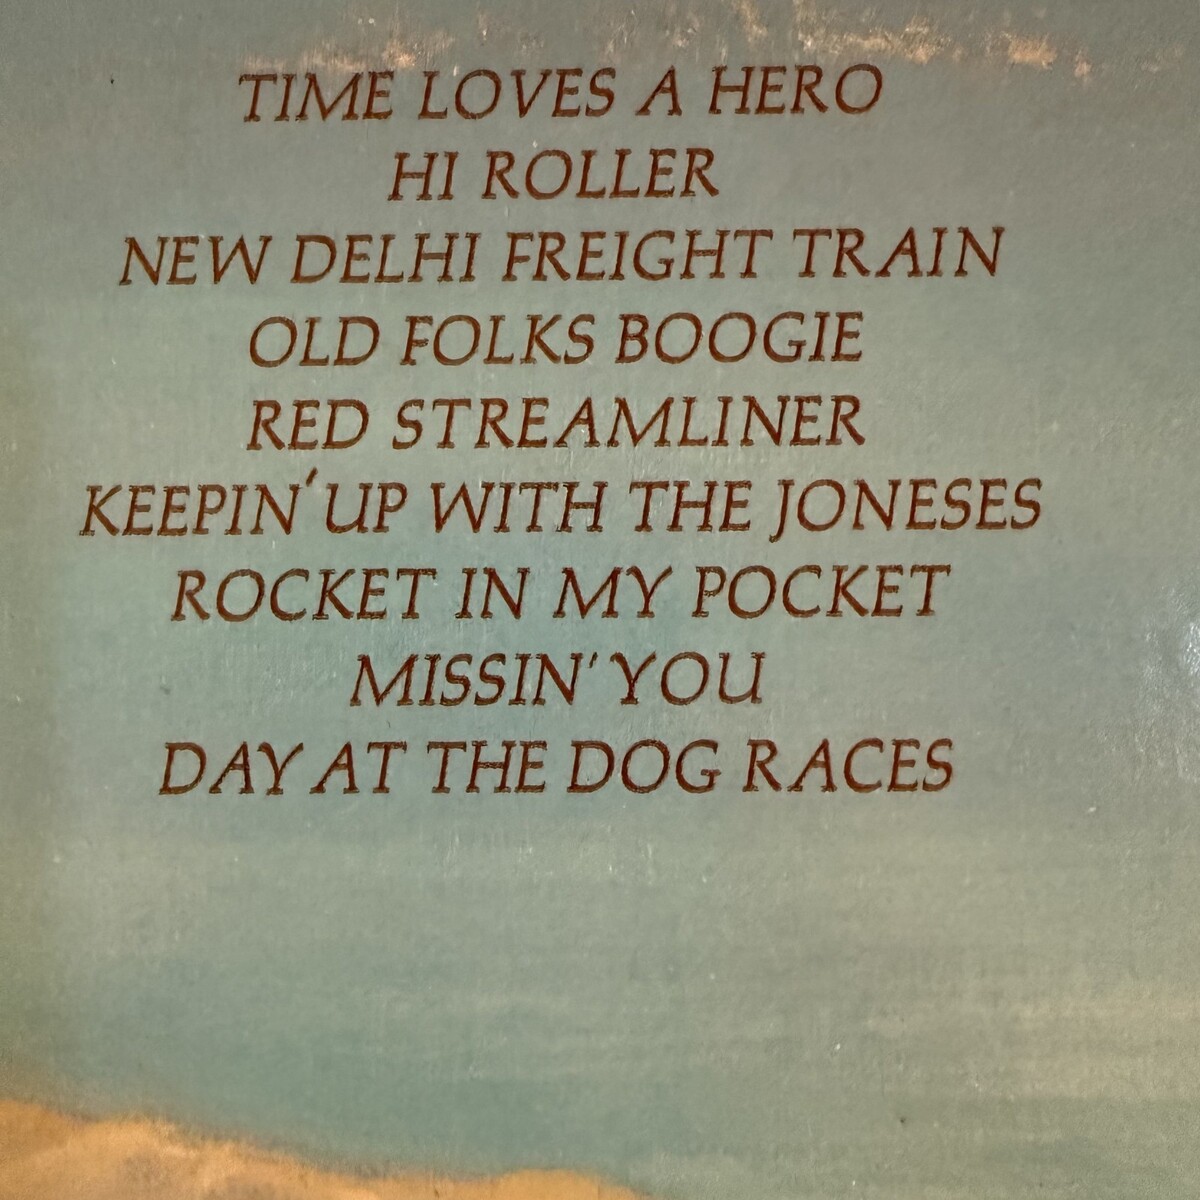 TIME LOVES A HERO
HI ROLLER
NEW DELHI FREIGHT TRAIN
OLD FOLKS BOOGIE
RED STREAMLINER
KEEPIN' UP WITH THE JONESES
ROCKET IN MY POCKET
MISSIN' YOU
DAY AT THE DOG RACES